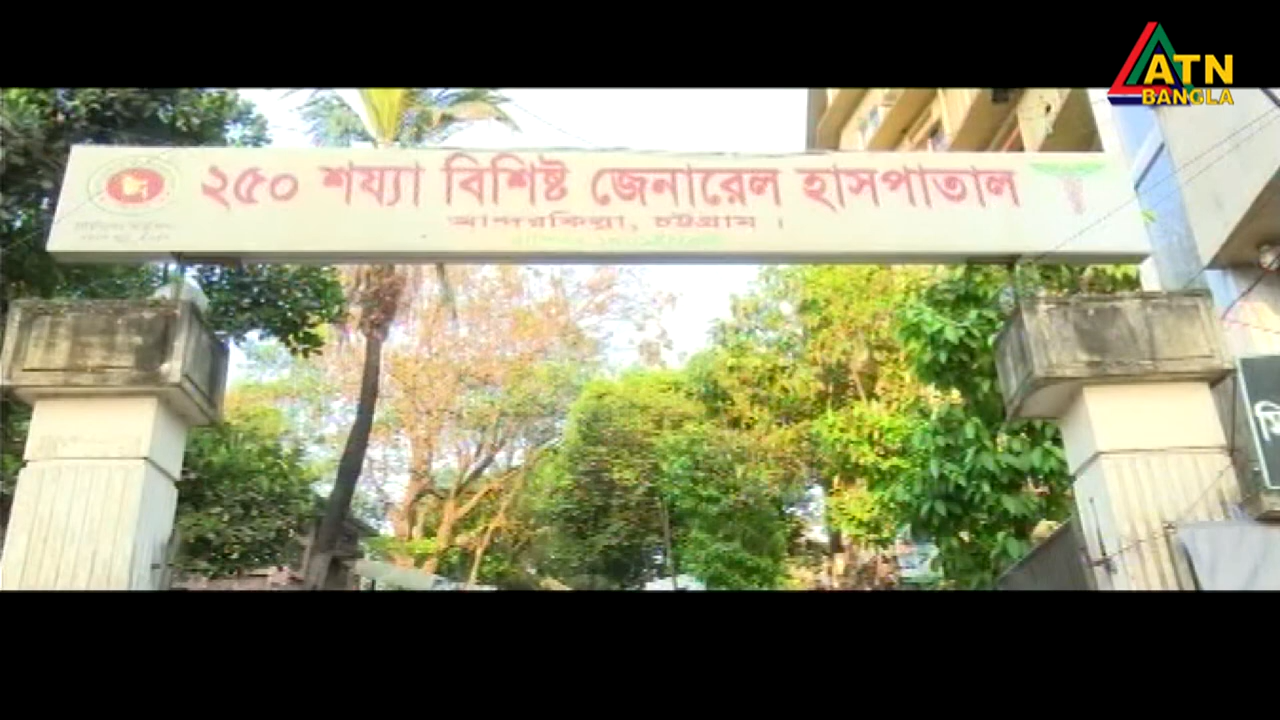 ATN
BANGLA
২৫০ শয্যা বিশিষ্ট জেনারেল হাসপাতাল
আন্দরকিল্লা, চট্টগ্রাম ।